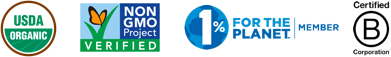 USDA
ORGANIC
NON
GMO
Project
VERIFIED
1%
FOR THE
PLANET
MEMBER
Certified
B
Corporation